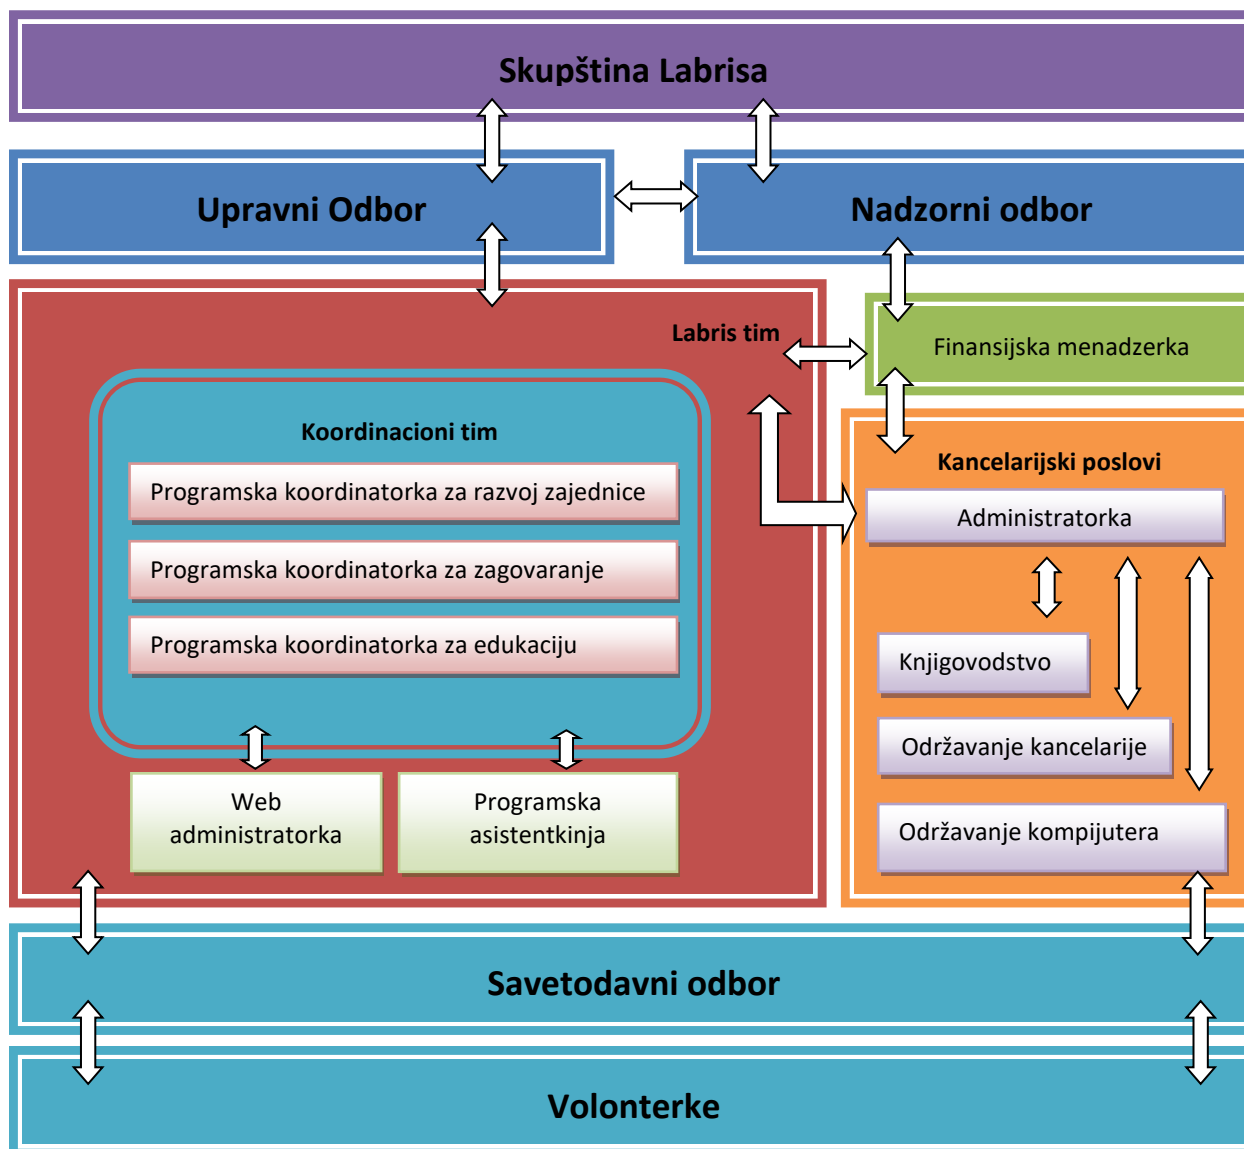 Skupština Labrisa
Upravni Odbor
Nadzorni odbor
Labris tim
Finansijska menadzerka
Koordinacioni tim
Programska koordinatorka za razvoj zajednice
Programska koordinatorka za zagovaranje
Programska koordinatorka za edukaciju
Web
administratorka
Programska
asistentkinja
Kancelarijski poslovi
Administratorka
Knjigovodstvo
Održavanje kancelarije
Održavanje kompijutera
Savetodavni odbor
Volonterke